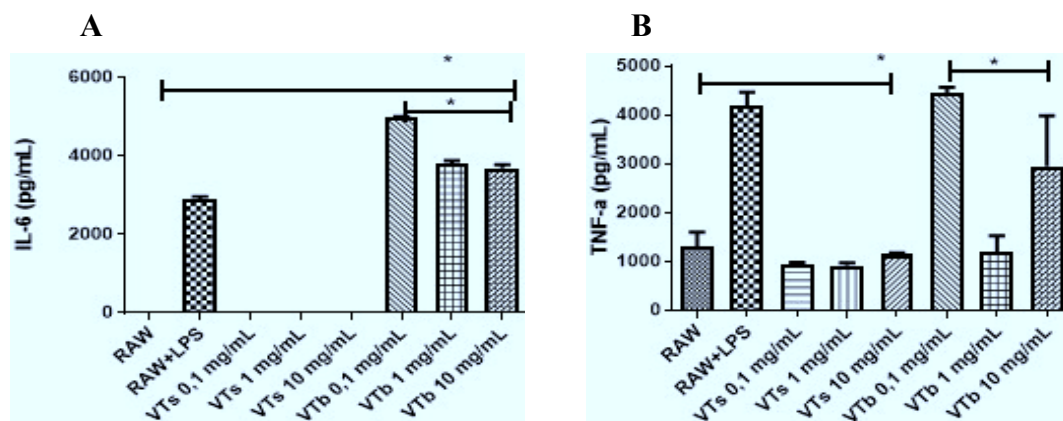 A
B
*
*
6000
4000
2000
0
IL-6 (pg/mL)
RAW
RAW+LPS
VTs 0,1 mg/mL
VTs 1 mg/mL
VTs 10 mg/mL
VTb 0,1 mg/mL
VTb 1 mg/mL
VTb 10 mg/mL
*
*
5000
4000
3000
2000
1000
0
TNF-a (pg/mL)
RAW
RAW+LPS
VTs 0,1 mg/mL
VTs 1 mg/mL
VTs 10 mg/mL
VTb 0,1 mg/mL
VTb 1 mg/mL
VTb 10 mg/mL